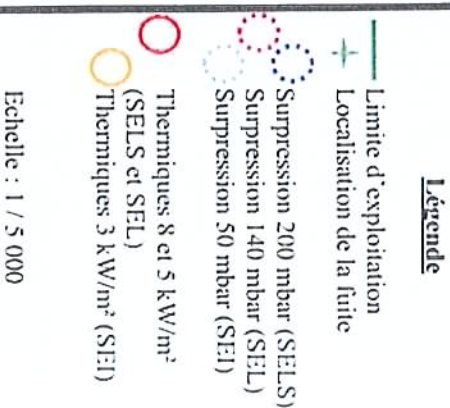 Légende
Limite d'exploitation
Localisation de la fuite
Surpression 200 mbar (SELS)
Surpression 140 mbar (SEL)
Surpression 50 mbar (SEI)
Thermiques 8 et 5 kW/m²
(SELS et SEL)
Thermiques 3 kW/m² (SEI)
Echelle : 1 / 5 000